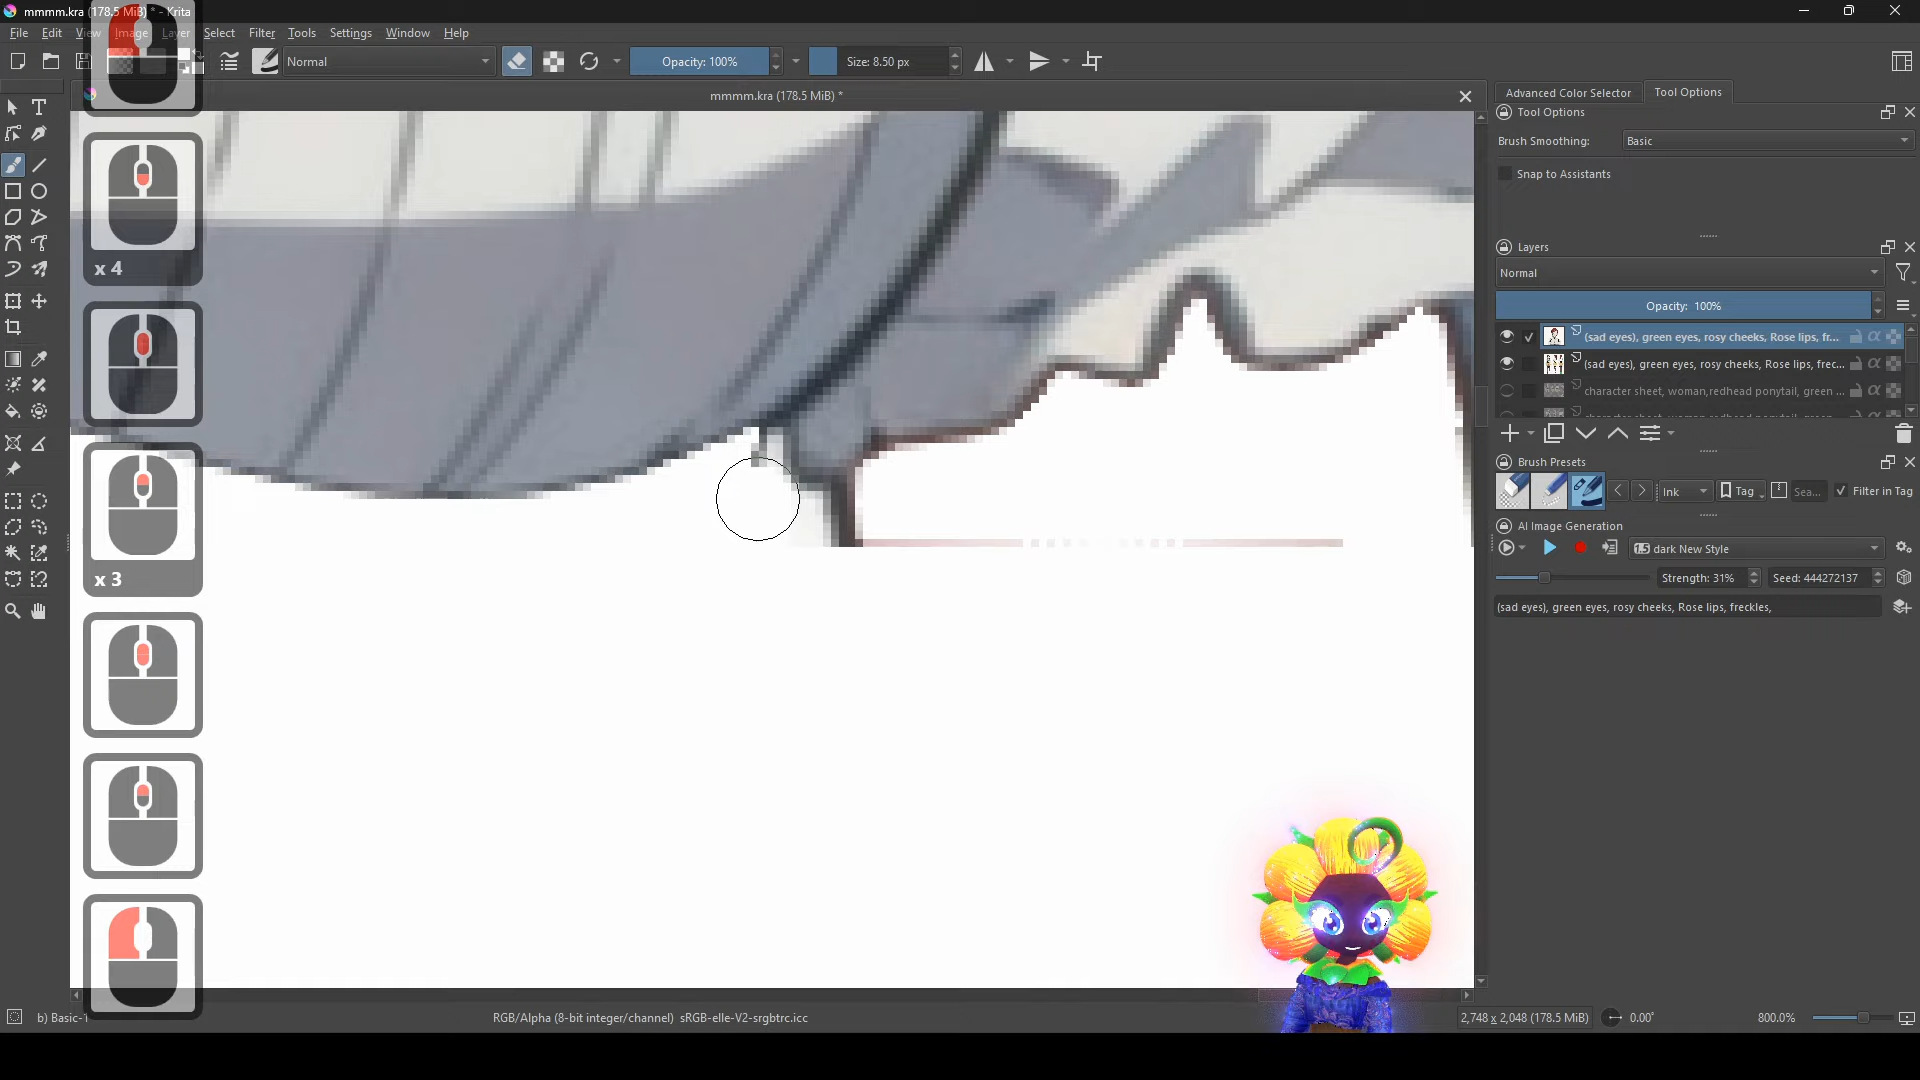 mmmm.kra (178.5 MiB) * - Krita
File Edit View Image Layer Select Filter Tools Settings Window Help
Normal
Opacity: 100%
Size: 8.50 px
mmmm.kra (178.5 MiB) *
Advanced Color Selector
Tool Options
Tool Options
Brush Smoothing:
Basic
Snap to Assistants
Layers
Normal
Opacity: 100%
(sad eyes), green eyes, rosy cheeks, Rose lips, fr...
(sad eyes), green eyes, rosy cheeks, Rose lips, frec...
character sheet, woman,redhead ponytail, green ...
Brush Presets
Ink
Tag
Sea...
Filter in Tag
AI Image Generation
1.5 dark New Style
Strength: 31%
Seed: 444272137
(sad eyes), green eyes, rosy cheeks, Rose lips, freckles,
x 4
x 3
b) Basic-
RGB/Alpha (8-bit integer/channel) sRGB-elle-V2-srgbtrc.icc
2,748 x 2,048 (178.5 MiB)
0.00°
800.0%